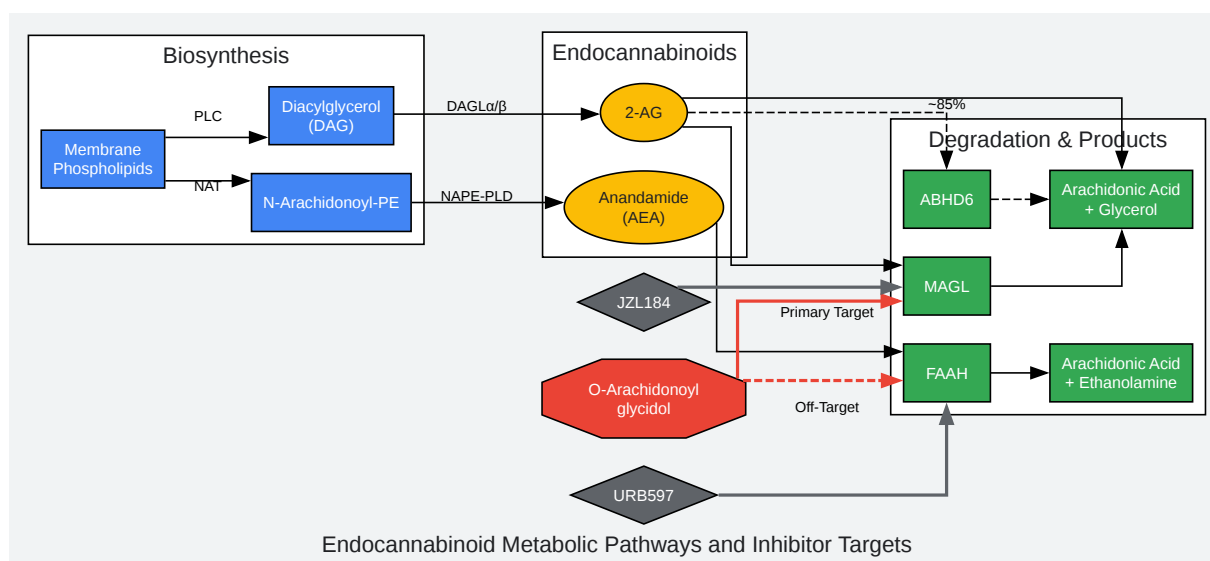 Biosynthesis
Endocannabinoids
Degradation & Products
Membrane
Phospholipids
PLC
NAT
Diacylglycerol
(DAG)
N-Arachidonoyl-PE
DAGLα/β
NAPE-PLD
2-AG
Anandamide
(AEA)
~85%
ABHD6
Arachidonic Acid
+ Glycerol
MAGL
JZL184
Primary Target
FAAH
Arachidonic Acid
+ Ethanolamine
O-Arachidonoyl
glycidol
Off-Target
URB597
Endocannabinoid Metabolic Pathways and Inhibitor Targets